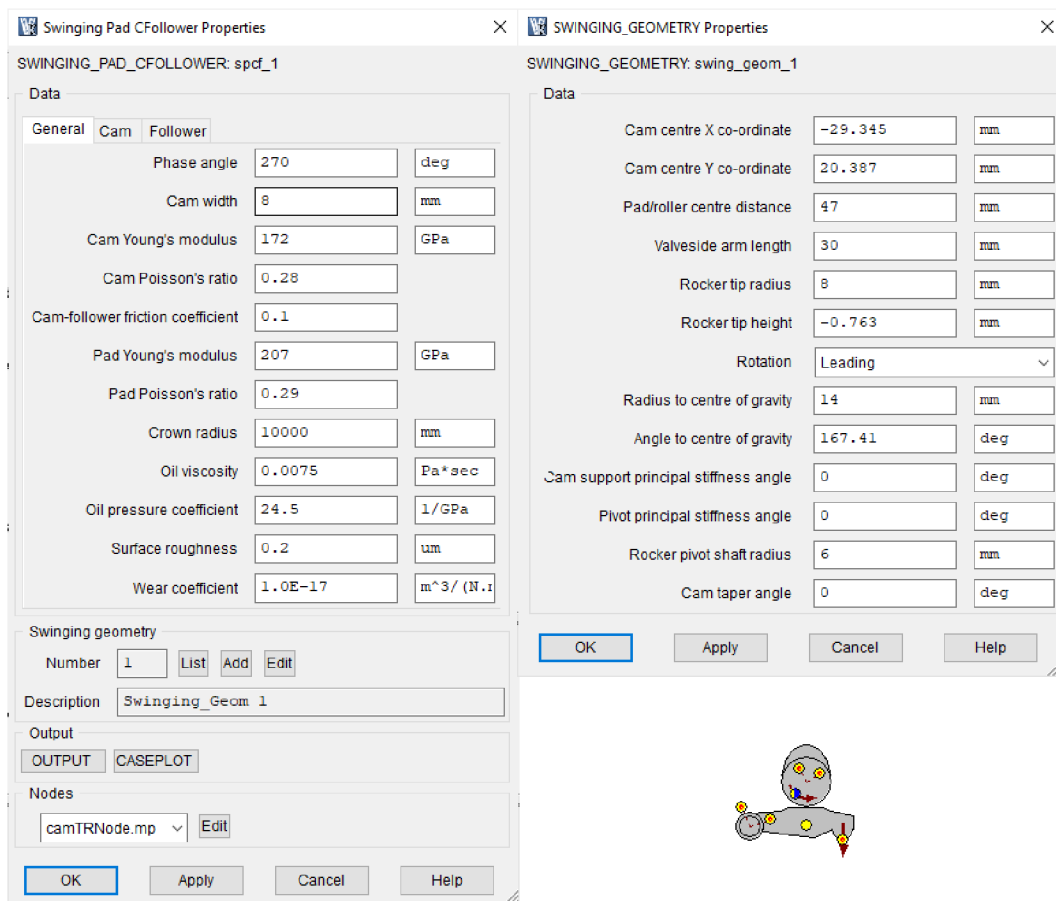 Swinging Pad CFollower Properties
SWINGING_PAD_CFOLLOWER: spcf_1
Data
General Cam Follower
Phase angle 270 deg
Cam width 8 mm
Cam Young's modulus 172 GPa
Cam Poisson's ratio 0.28
Cam-follower friction coefficient 0.1
Pad Young's modulus 207 GPa
Pad Poisson's ratio 0.29
Crown radius 10000 mm
Oil viscosity 0.0075 Pa*sec
Oil pressure coefficient 24.5 1/GPa
Surface roughness 0.2 um
Wear coefficient 1.0E-17 m^3/(N.
Swinging geometry
Number 1 List Add Edit
Description Swinging_Geom 1
Output
OUTPUT CASEPLOT
Nodes
camTRNode.mp Edit
OK Apply Cancel Help
SWINGING_GEOMETRY Properties
SWINGING_GEOMETRY: swing_geom_1
Data
Cam centre X co-ordinate -29.345 mm
Cam centre Y co-ordinate 20.387 mm
Pad/roller centre distance 47 mm
Valveside arm length 30 mm
Rocker tip radius 8 mm
Rocker tip height -0.763 mm
Rotation Leading
Radius to centre of gravity 14 mm
Angle to centre of gravity 167.41 deg
Cam support principal stiffness angle 0 deg
Pivot principal stiffness angle 0 deg
Rocker pivot shaft radius 6 mm
Cam taper angle 0 deg
OK Apply Cancel Help